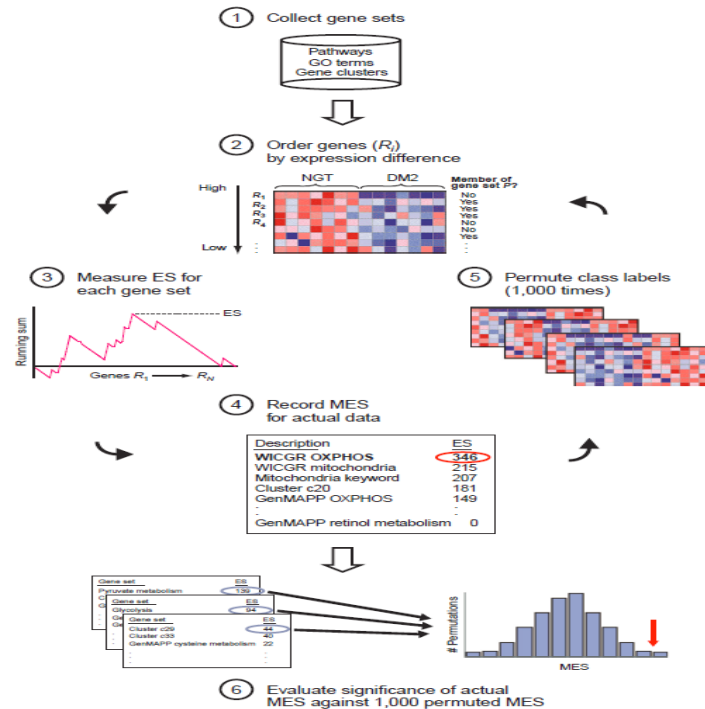 1 Collect gene sets
Pathways
GO terms
Gene clusters
2 Order genes (Ri)
by expression difference
NGT DM2 Member of
gene set P?
High
R1 No
R2 Yes
R3 Yes
R4 No
No
Yes
Low : :
3 Measure ES for
each gene set
Running sum
ES
Genes R1 → RN
5 Permute class labels
(1,000 times)
4 Record MES
for actual data
Description ES
WICGR OXPHOS 346
WICGR mitochondria 215
Mitochondria keyword 207
Cluster c20 181
GenMAPP OXPHOS 149
: :
GenMAPP retinol metabolism 0
Gene set ES
Pyruvate metabolism 139
Gene set ES
Glycolysis 94
Gene set ES
Cluster c29 44
Cluster c33 40
GenMAPP cysteine metabolism 22
: :
# Permutations
MES
6 Evaluate significance of actual
MES against 1,000 permuted MES